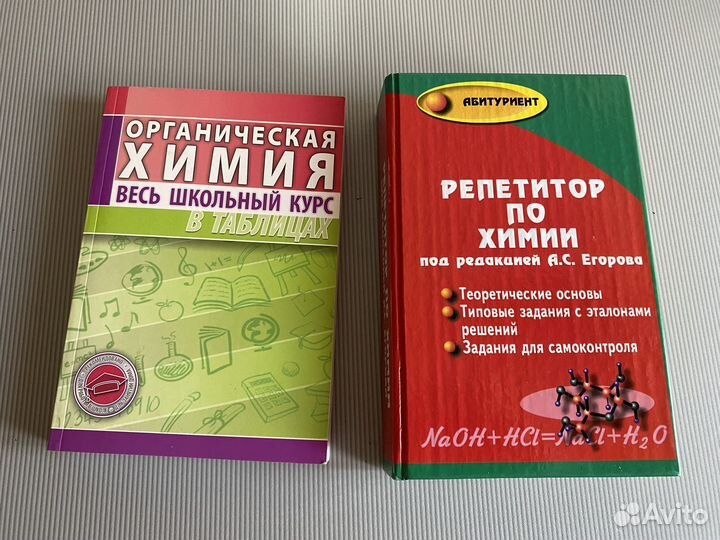 ОРГАНИЧЕСКАЯ
ХИМИЯ
ВЕСЬ ШКОЛЬНЫЙ КУРС
В ТАБЛИЦАХ
АБИТУРИЕНТ
РЕПЕТИТОР
ПО
ХИМИИ
под редакцией А.С. Егорова
Теоретические основы
Типовые задания с эталонами
решений
Задания для самоконтроля
NaOH+HCl=NaCl+H₂O
Avito